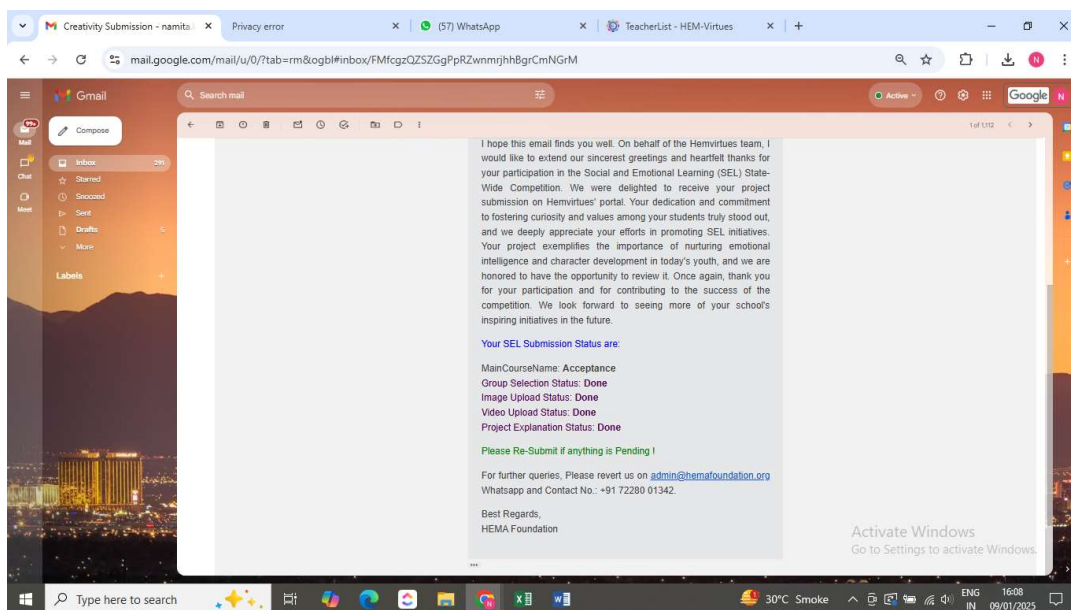 Creativity Submission - namita.
Privacy error
(57) WhatsApp
TeacherList - HEM-Virtues
mail.google.com/mail/u/0/?tab=rm&ogbl#inbox/FMfcgzQZSZGgPpRZwnmrjhhBgrCmNGrM
N
Gmail
Search mail
Active
Google
N
99+
Mail
Chat
Meet
Compose
1 of 1,112
Inbox 295
Starred
Snoozed
Sent
Drafts 5
More
Labels
I hope this email finds you well. On behalf of the Hemvirtues team, I
would like to extend our sincerest greetings and heartfelt thanks for
your participation in the Social and Emotional Learning (SEL) State-
Wide Competition. We were delighted to receive your project
submission on Hemvirtues' portal. Your dedication and commitment
to fostering curiosity and values among your students truly stood out,
and we deeply appreciate your efforts in promoting SEL initiatives.
Your project exemplifies the importance of nurturing emotional
intelligence and character development in today's youth, and we are
honored to have the opportunity to review it. Once again, thank you
for your participation and for contributing to the success of the
competition. We look forward to seeing more of your school's
inspiring initiatives in the future.
Your SEL Submission Status are:
MainCourseName: Acceptance
Group Selection Status: Done
Image Upload Status: Done
Video Upload Status: Done
Project Explanation Status: Done
Please Re-Submit if anything is Pending !
For further queries, Please revert us on admin@hemafoundation.org
Whatsapp and Contact No.: +91 72280 01342.
Best Regards,
HEMA Foundation
Activate Windows
Go to Settings to activate Windows.
Type here to search
30°C Smoke
ENG
IN
16:08
09/01/2025